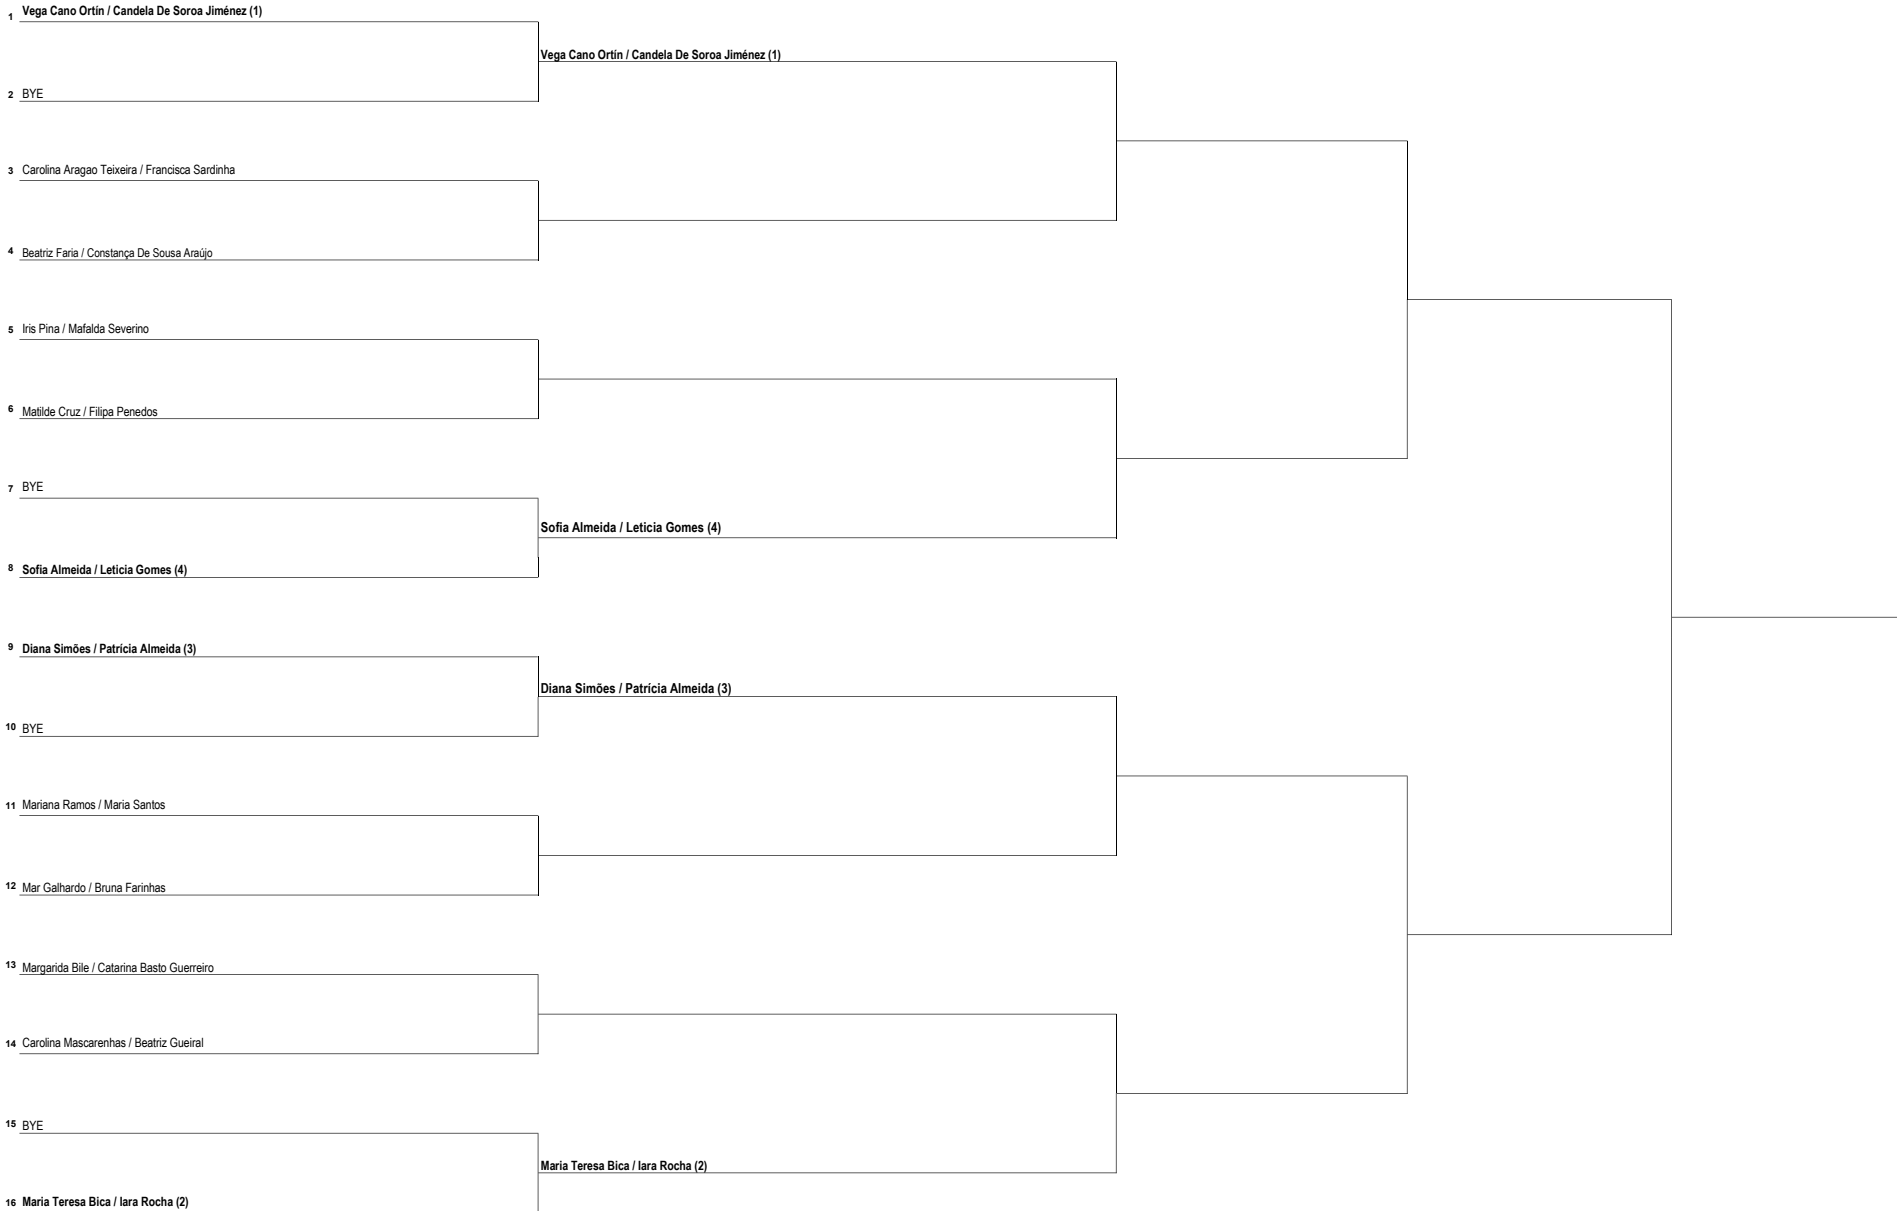 1 Vega Cano Ortín / Candela De Soroa Jiménez (1)
Vega Cano Ortín / Candela De Soroa Jiménez (1)
2 BYE
3 Carolina Aragao Teixeira / Francisca Sardinha
4 Beatriz Faria / Constança De Sousa Araújo
5 Iris Pina / Mafalda Severino
6 Matilde Cruz / Filipa Penedos
7 BYE
Sofia Almeida / Leticia Gomes (4)
8 Sofia Almeida / Leticia Gomes (4)
9 Diana Simões / Patrícia Almeida (3)
Diana Simões / Patrícia Almeida (3)
10 BYE
11 Mariana Ramos / Maria Santos
12 Mar Galhardo / Bruna Farinhas
13 Margarida Bile / Catarina Basto Guerreiro
14 Carolina Mascarenhas / Beatriz Gueiral
15 BYE
Maria Teresa Bica / Iara Rocha (2)
16 Maria Teresa Bica / Iara Rocha (2)